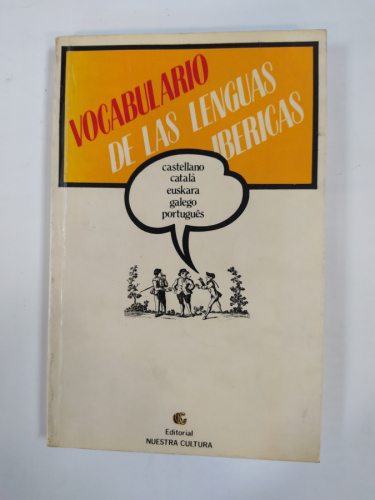 VOCABULARIO
DE LAS LENGUAS
IBERICAS
castellano
català
euskara
galego
português
Editorial
NUESTRA CULTURA